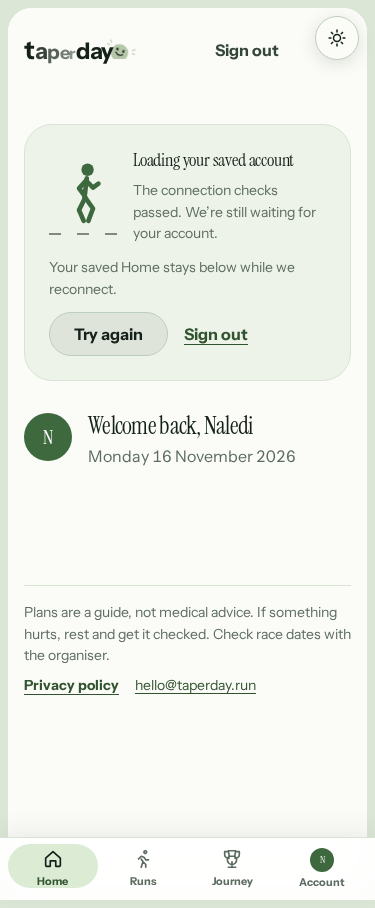 taperday
Sign out
Loading your saved account
The connection checks
passed. We’re still waiting for
your account.
Your saved Home stays below while we
reconnect.
Try again
Sign out
N
Welcome back, Naledi
Monday 16 November 2026
Plans are a guide, not medical advice. If something
hurts, rest and get it checked. Check race dates with
the organiser.
Privacy policy
hello@taperday.run
N
Home
Runs
Journey
Account